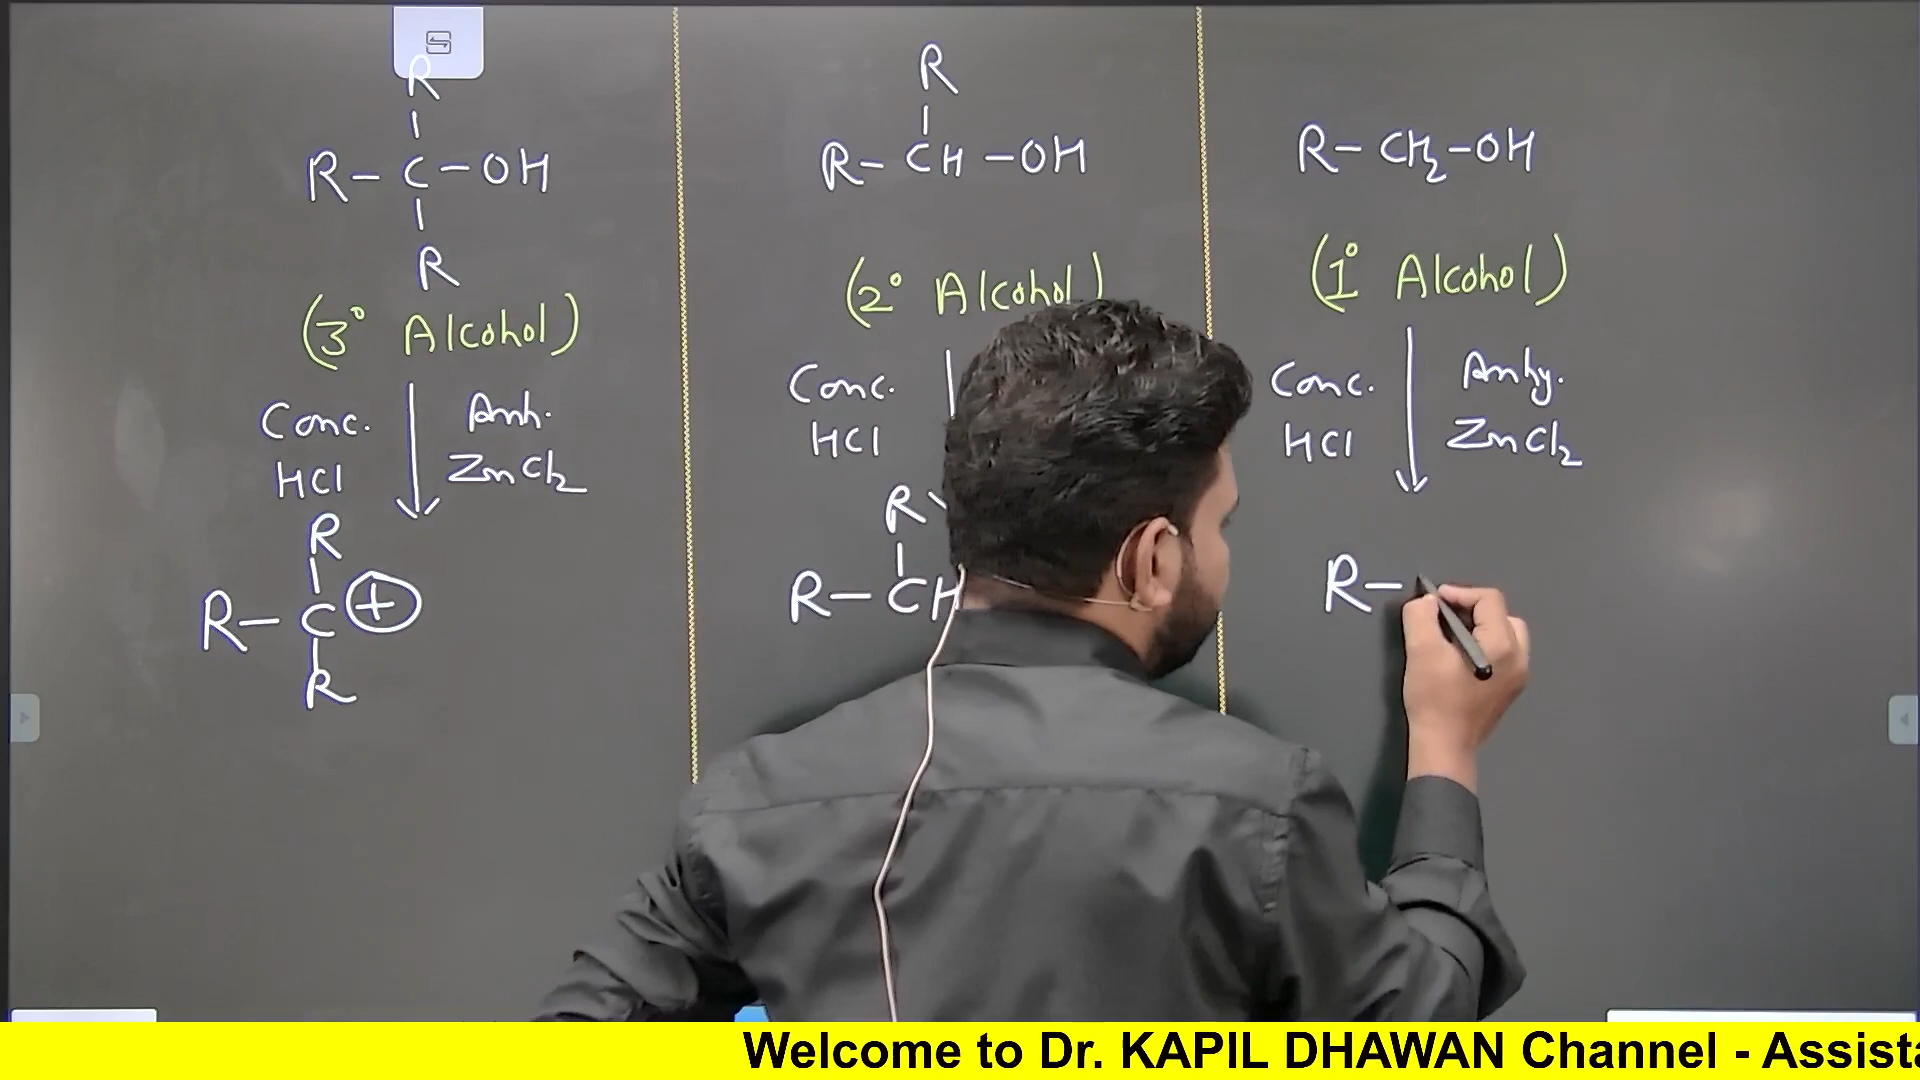 R
|
R – C – OH
|
R
(3° Alcohol)
Conc. Anh.
HCl ZnCl2
R
|
R – C ⊕
|
R
R
|
R – CH – OH
(2° Alcohol)
Conc.
HCl
R
|
R – CH
R – CH2 – OH
(1° Alcohol)
Conc. Anhy.
HCl ZnCl2
R –
Welcome to Dr. KAPIL DHAWAN Channel -